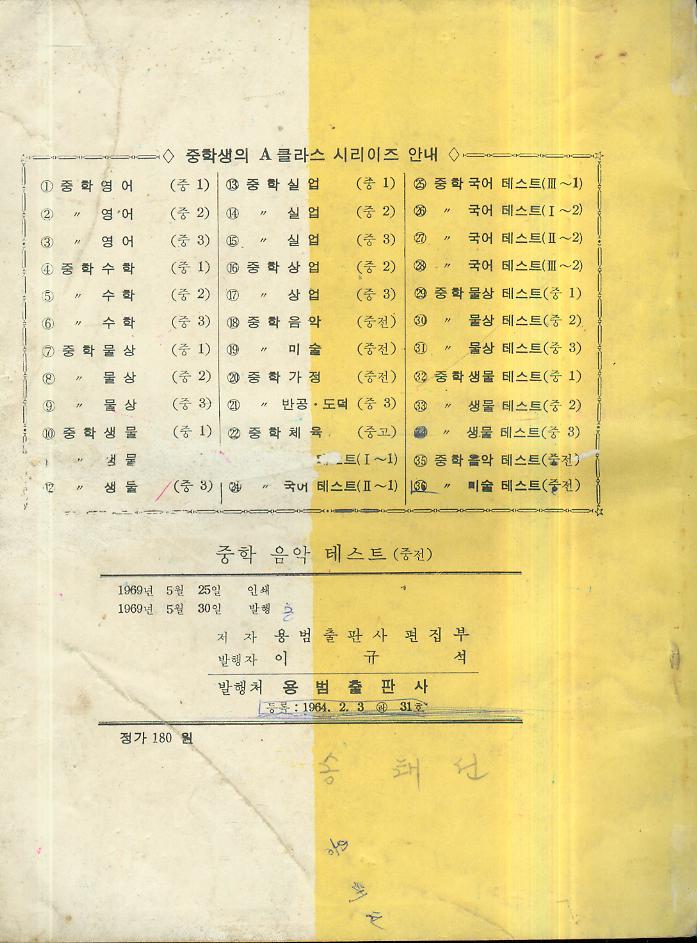 ◇ 중학생의 A클라스 시리이즈 안내 ◇
① 중학영어 (중 1)
② 〃 영어 (중 2)
③ 〃 영어 (중 3)
④ 중학수학 (중 1)
⑤ 〃 수학 (중 2)
⑥ 〃 수학 (중 3)
⑦ 중학물상 (중 1)
⑧ 〃 물상 (중 2)
⑨ 〃 물상 (중 3)
⑩ 중학생물 (중 1)
〃 생물
⑫ 〃 생물 (중 3)
⑬ 중학실업 (중 1)
⑭ 〃 실업 (중 2)
⑮ 〃 실업 (중 3)
⑯ 중학상업 (중 2)
⑰ 〃 상업 (중 3)
⑱ 중학음악 (중전)
⑲ 〃 미술 (중전)
⑳ 중학가정 (중전)
㉑ 〃 반공·도덕 (중 3)
㉒ 중학체육 (중고)
스트(Ⅰ~1)
㉔ 〃 국어 테스트(Ⅱ~1)
㉕ 중학국어 테스트(Ⅲ~1)
㉖ 〃 국어 테스트(Ⅰ~2)
㉗ 〃 국어 테스트(Ⅱ~2)
㉘ 〃 국어 테스트(Ⅲ~2)
㉙ 중학물상 테스트(중 1)
㉚ 〃 물상 테스트(중 2)
㉛ 〃 물상 테스트(중 3)
㉜ 중학생물 테스트(중 1)
㉝ 〃 생물 테스트(중 2)
〃 생물 테스트(중 3)
㉟ 중학음악 테스트(중전)
㊱ 〃 미술 테스트(중전)
중학 음악 테스트 (중전)
1969년 5월 25일 인쇄
1969년 5월 30일 발행
저자 용범출판사 편집부
발행자 이규석
발행처 용범출판사
등록 : 1964. 2. 3 ㉮ 31호
정가 180 원
송 태 선